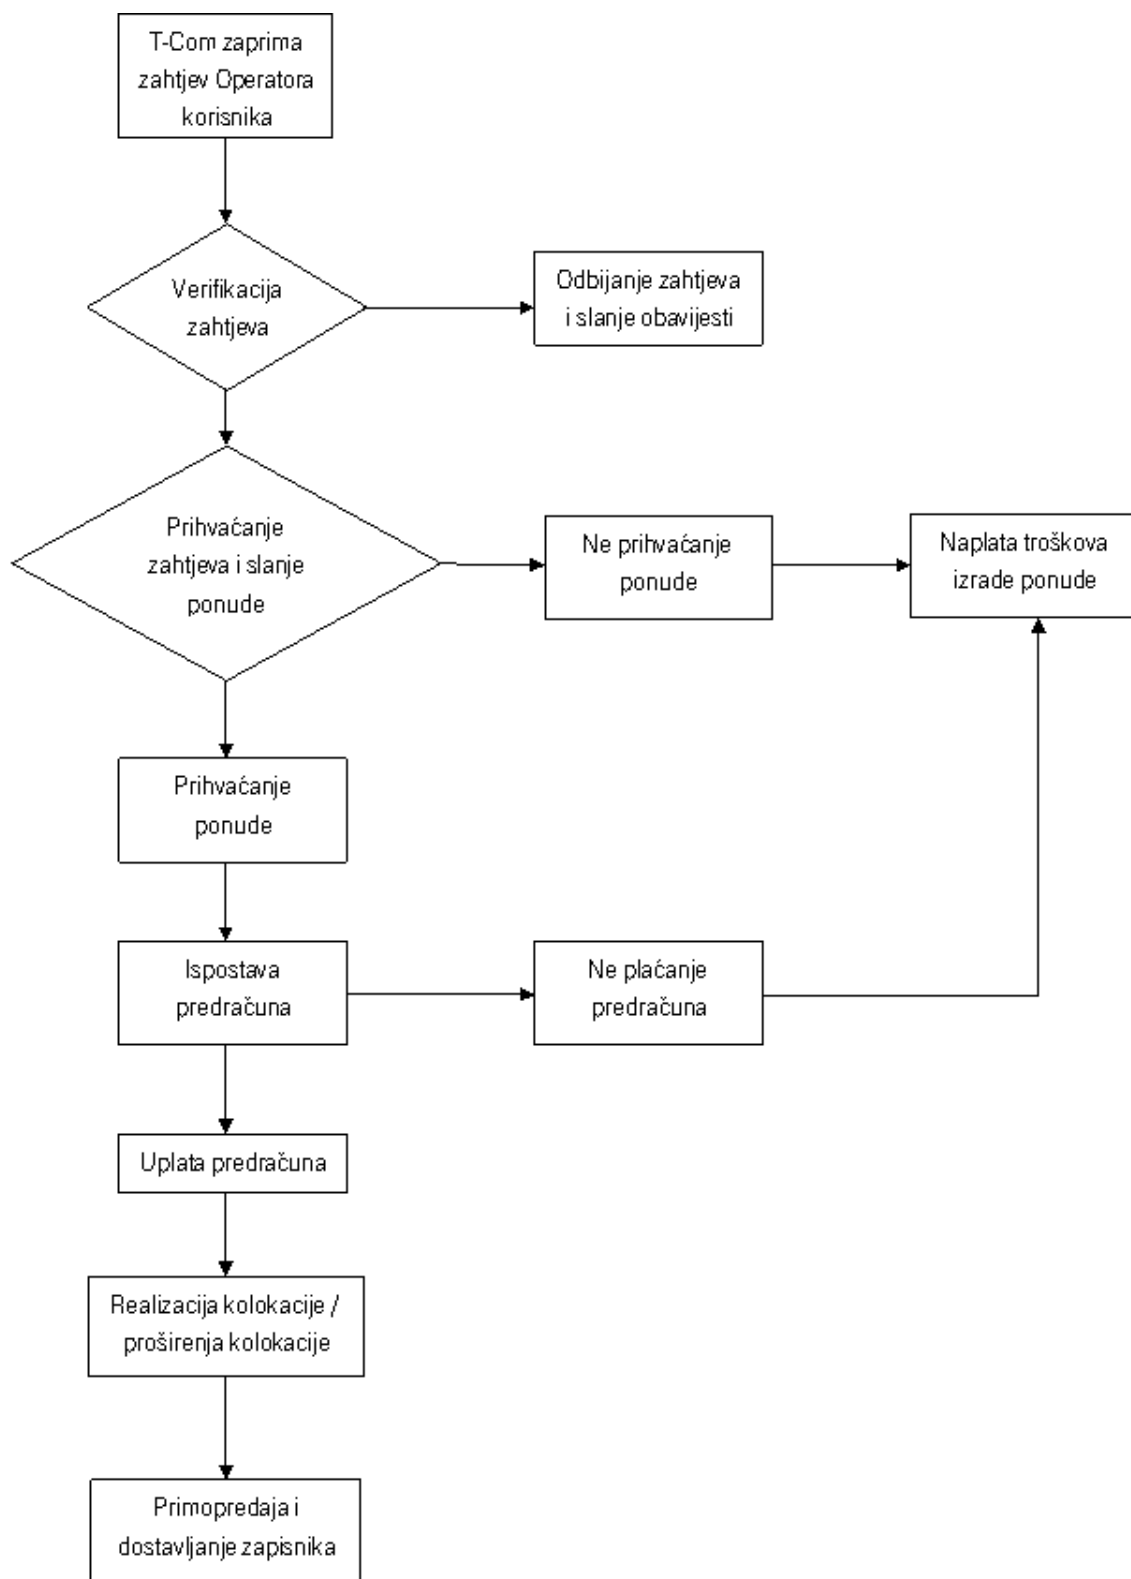 T-Com zaprima
zahtjev Operatora
korisnika
Verifikacija
zahtjeva
Odbijanje zahtjeva
i slanje obavijesti
Prihvaćanje
zahtjeva i slanje
ponude
Ne prihvaćanje
ponude
Naplata troškova
izrade ponude
Prihvaćanje
ponude
Ispostava
predračuna
Ne plaćanje
predračuna
Uplata predračuna
Realizacija kolokacije /
proširenja kolokacije
Primopredaja i
dostavljanje zapisnika